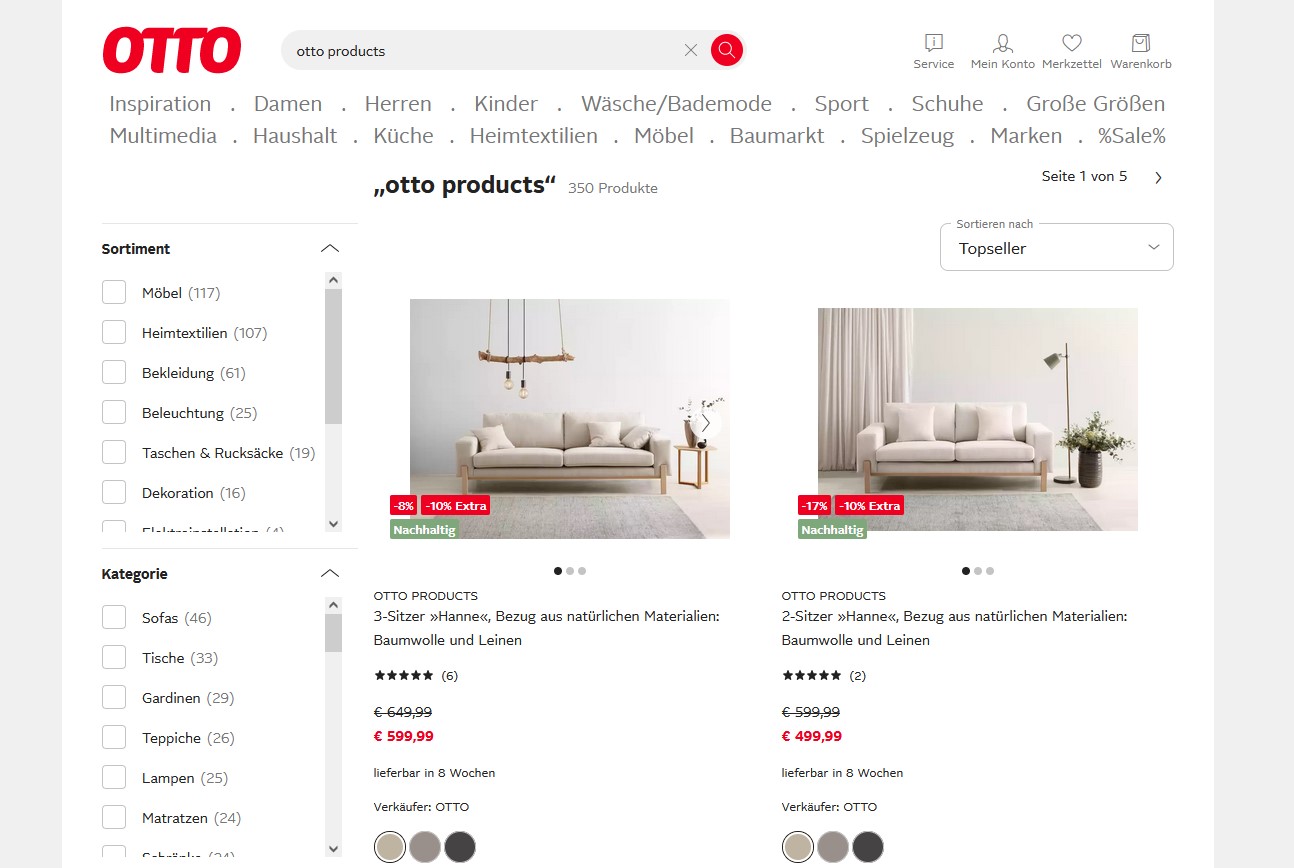 OTTO
otto products
Service
Mein Konto
Merkzettel
Warenkorb
Inspiration . Damen . Herren . Kinder . Wäsche/Bademode . Sport . Schuhe . Große Größen
Multimedia . Haushalt . Küche . Heimtextilien . Möbel . Baumarkt . Spielzeug . Marken . %Sale%
„otto products“ 350 Produkte
Seite 1 von 5
Sortieren nach
Topseller
Sortiment
Möbel (117)
Heimtextilien (107)
Bekleidung (61)
Beleuchtung (25)
Taschen & Rucksäcke (19)
Dekoration (16)
Elektroinstallation (4)
Kategorie
Sofas (46)
Tische (33)
Gardinen (29)
Teppiche (26)
Lampen (25)
Matratzen (24)
Schränke (24)
-8% -10% Extra
Nachhaltig
OTTO PRODUCTS
3-Sitzer »Hanne«, Bezug aus natürlichen Materialien:
Baumwolle und Leinen
(6)
€ 649,99
€ 599,99
lieferbar in 8 Wochen
Verkäufer: OTTO
-17% -10% Extra
Nachhaltig
OTTO PRODUCTS
2-Sitzer »Hanne«, Bezug aus natürlichen Materialien:
Baumwolle und Leinen
(2)
€ 599,99
€ 499,99
lieferbar in 8 Wochen
Verkäufer: OTTO